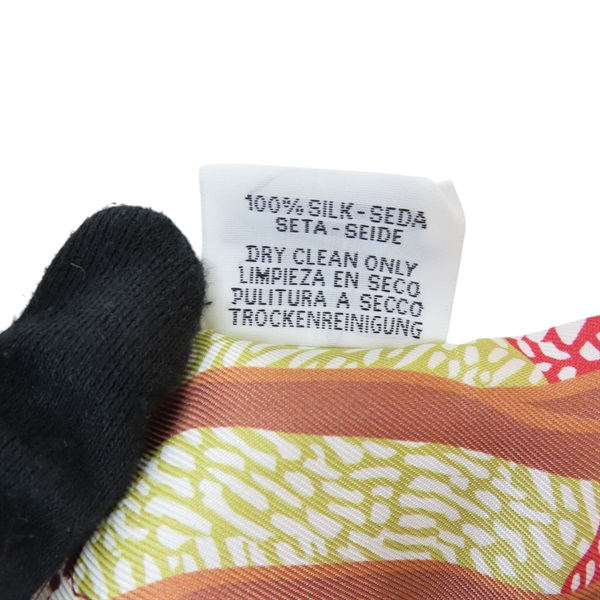 100% SILK - SEDA
SETA - SEIDE
DRY CLEAN ONLY
LIMPIEZA EN SECO
PULITURA A SECCO
TROCKENREINIGUNG